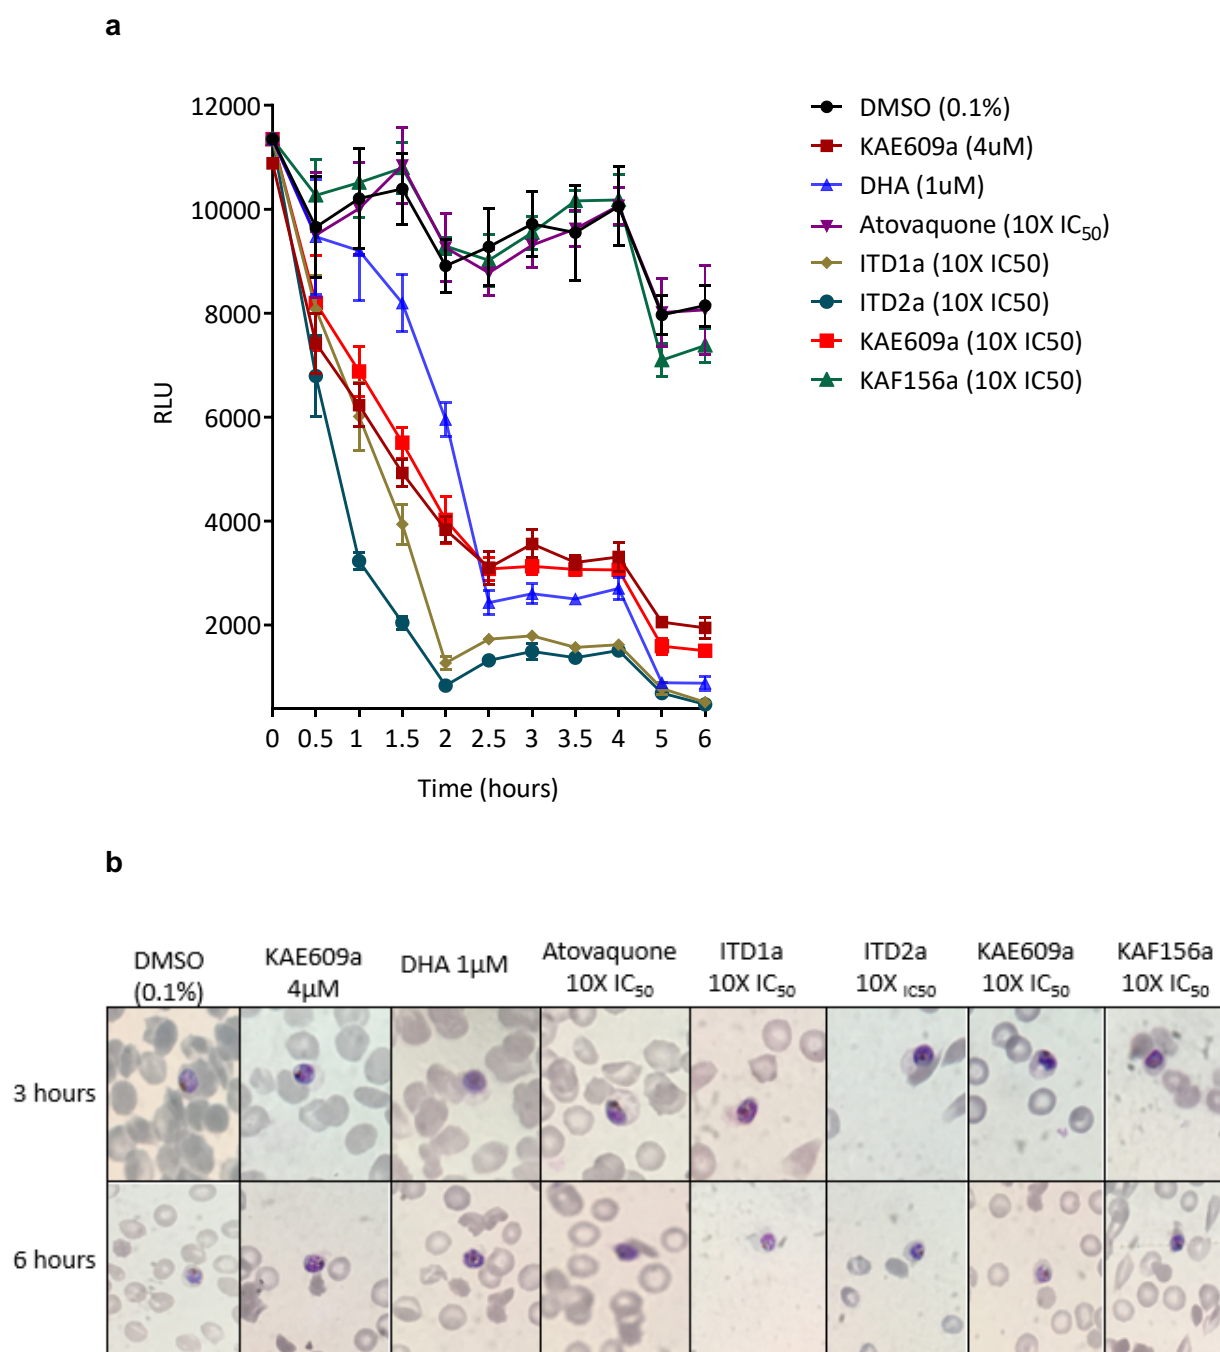 a
12000
10000
8000
6000
4000
2000
RLU
0 0.5 1 1.5 2 2.5 3 3.5 4 5 6
Time (hours)
DMSO (0.1%)
KAE609a (4uM)
DHA (1uM)
Atovaquone (10X IC50)
ITD1a (10X IC50)
ITD2a (10X IC50)
KAE609a (10X IC50)
KAF156a (10X IC50)
b
DMSO
(0.1%)
KAE609a
4μM
DHA 1μM
Atovaquone
10X IC50
ITD1a
10X IC50
ITD2a
10X IC50
KAE609a
10X IC50
KAF156a
10X IC50
3 hours
6 hours